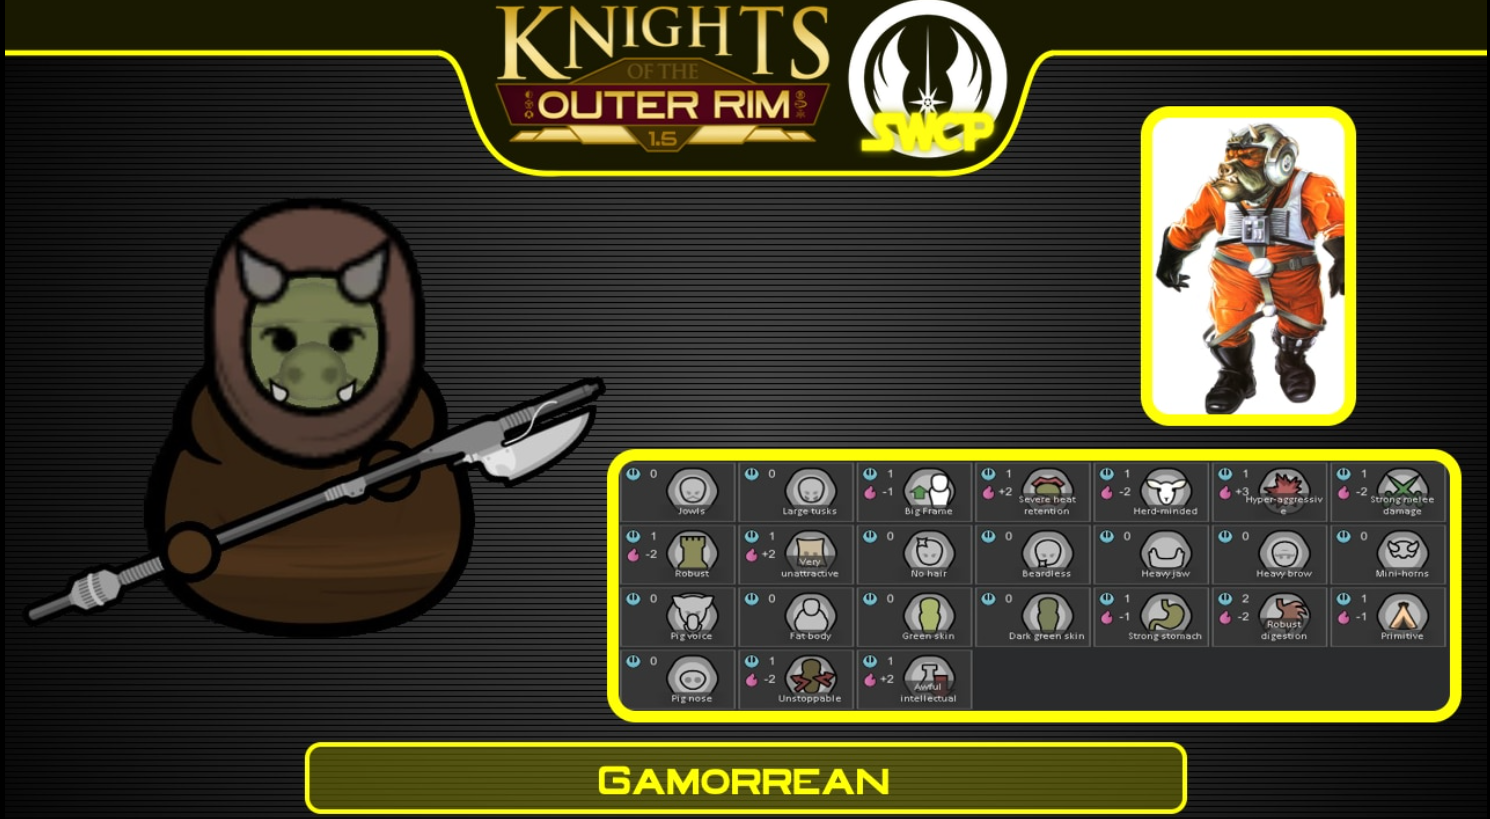 KNIGHTS
OF THE
OUTER RIM
1.5
SWCP
0
Jowls
0
Large tusks
1
-1
Big Frame
1
+2
Severe heat
retention
1
-2
Herd-minded
1
+3
Hyper-aggressiv
e
1
-2
Strong melee
damage
1
-2
Robust
1
+2
Very
unattractive
0
No hair
0
Beardless
0
Heavy jaw
0
Heavy brow
0
Mini-horns
0
Pig voice
0
Fat body
0
Green skin
0
Dark green skin
1
-1
Strong stomach
2
-2
Robust
digestion
1
-1
Primitive
0
Pig nose
1
-2
Unstoppable
1
+2
Awful
intellectual
GAMORREAN